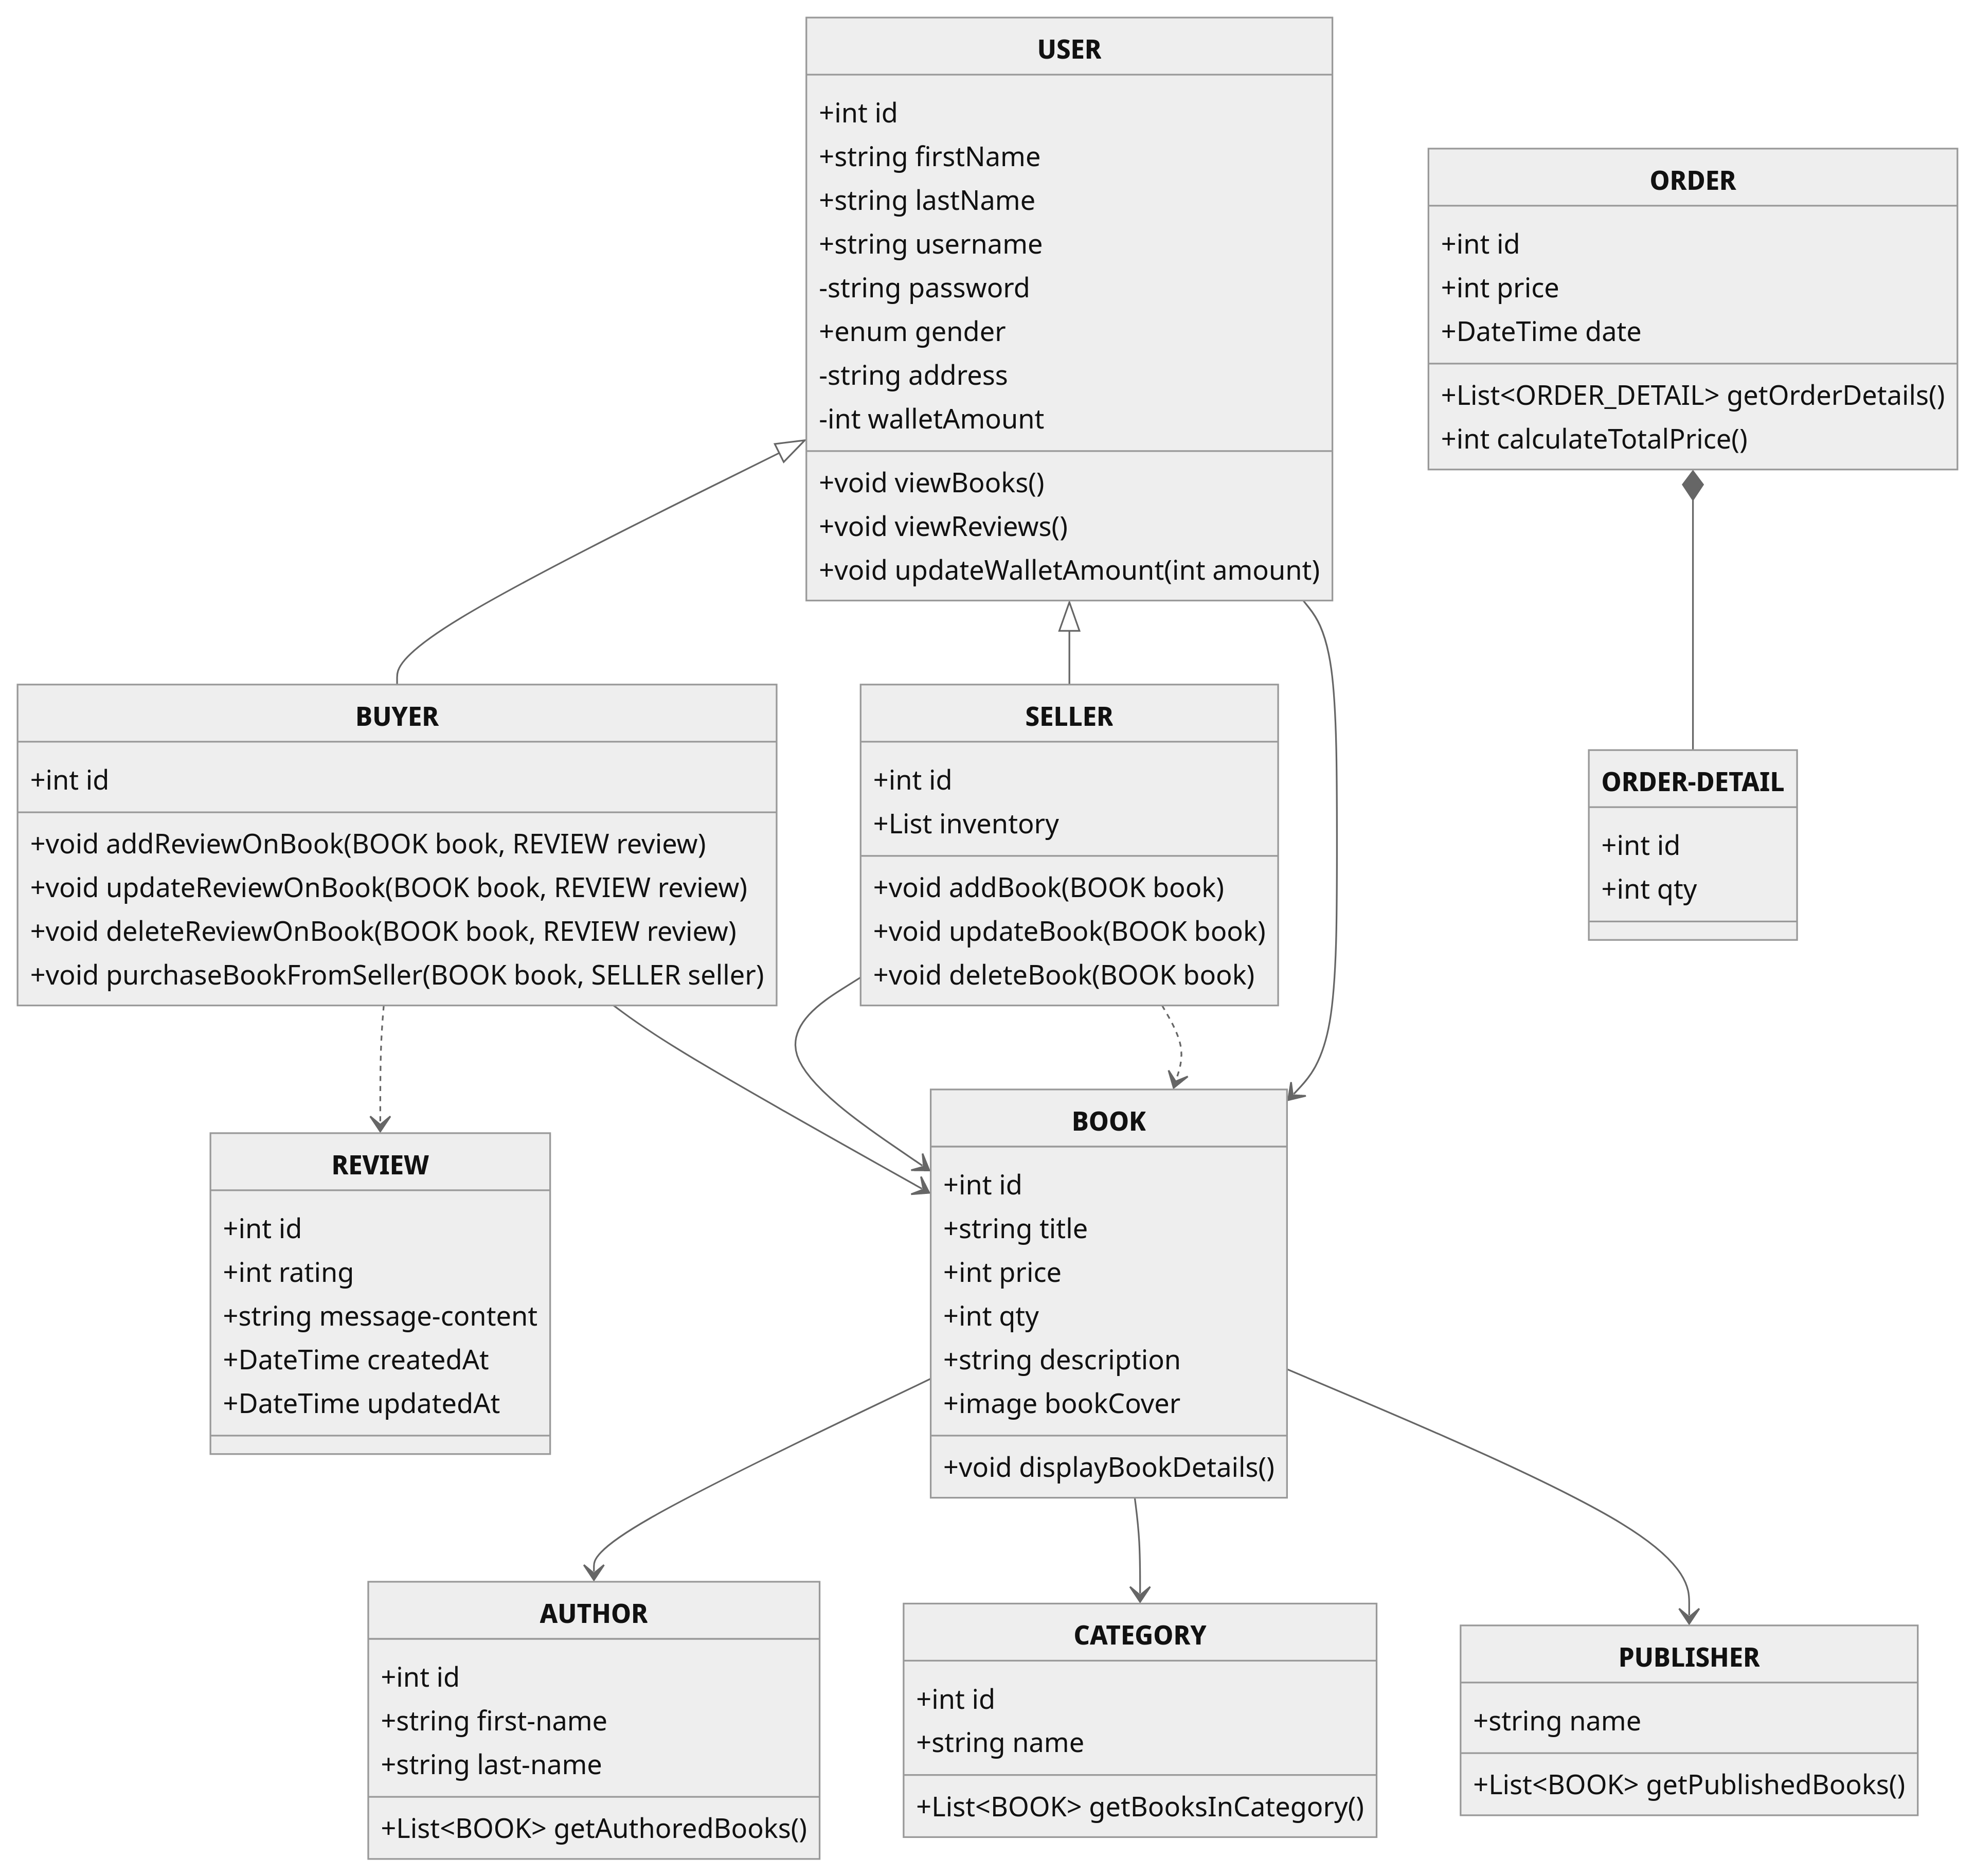 USER
+int id
+string firstName
+string lastName
+string username
-string password
+enum gender
-string address
-int walletAmount
+void viewBooks()
+void viewReviews()
+void updateWalletAmount(int amount)
ORDER
+int id
+int price
+DateTime date
+List<ORDER_DETAIL> getOrderDetails()
+int calculateTotalPrice()
BUYER
+int id
+void addReviewOnBook(BOOK book, REVIEW review)
+void updateReviewOnBook(BOOK book, REVIEW review)
+void deleteReviewOnBook(BOOK book, REVIEW review)
+void purchaseBookFromSeller(BOOK book, SELLER seller)
SELLER
+int id
+List inventory
+void addBook(BOOK book)
+void updateBook(BOOK book)
+void deleteBook(BOOK book)
ORDER-DETAIL
+int id
+int qty
REVIEW
+int id
+int rating
+string message-content
+DateTime createdAt
+DateTime updatedAt
BOOK
+int id
+string title
+int price
+int qty
+string description
+image bookCover
+void displayBookDetails()
AUTHOR
+int id
+string first-name
+string last-name
+List<BOOK> getAuthoredBooks()
CATEGORY
+int id
+string name
+List<BOOK> getBooksInCategory()
PUBLISHER
+string name
+List<BOOK> getPublishedBooks()